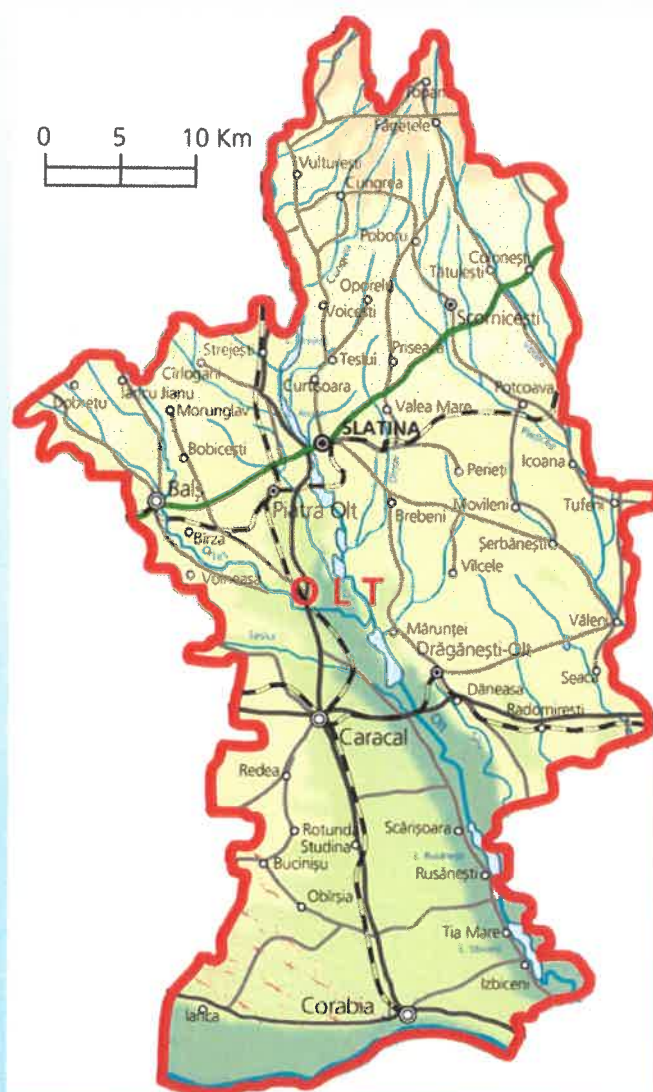 Topana
Făgețele
0 5 10 Km
Vulturești
Cungrea
Poboru
Cungrea
Colonești
Tătulești
Oporelu
Voicești
Scornicești
Strejești
Priseaca
Teslui
Cîrlogani
Iancu Jianu
Curtișoara
Dobrețu
Potcoava
Morunglav
Valea Mare
SLATINA
Bobicești
Perieți
Icoana
Balș
Piatra Olt
Brebeni
Movileni
Tufeni
Bîrza
Șerbănești
Voineasa
Vîlcele
OLT
Văleni
Mărunței
Teslui
Drăgănești-Olt
Seaca
Dăneasa
Radomirești
Olt
Caracal
Redea
Rotunda
Scărișoara
Studina
Bucinișu
Rusănești
Obîrșia
Tia Mare
Izbiceni
Ianca
Corabia